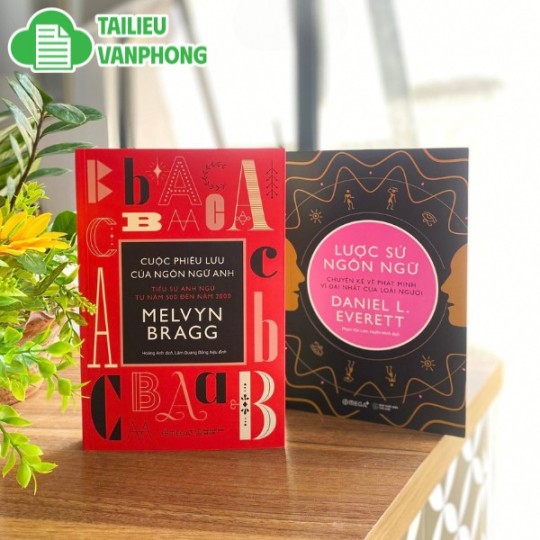 TAILIEU
VANPHONG
CUỘC PHIÊU LƯU
CỦA NGÔN NGỮ ANH
TIỂU SỬ ANH NGỮ
TỪ NĂM 500 ĐẾN NĂM 2000
MELVYN
BRAGG
LƯỢC SỬ
NGÔN NGỮ
CHUYỆN KỂ VỀ PHÁT MINH
VĨ ĐẠI NHẤT CỦA LOÀI NGƯỜI
DANIEL L.
EVERETT